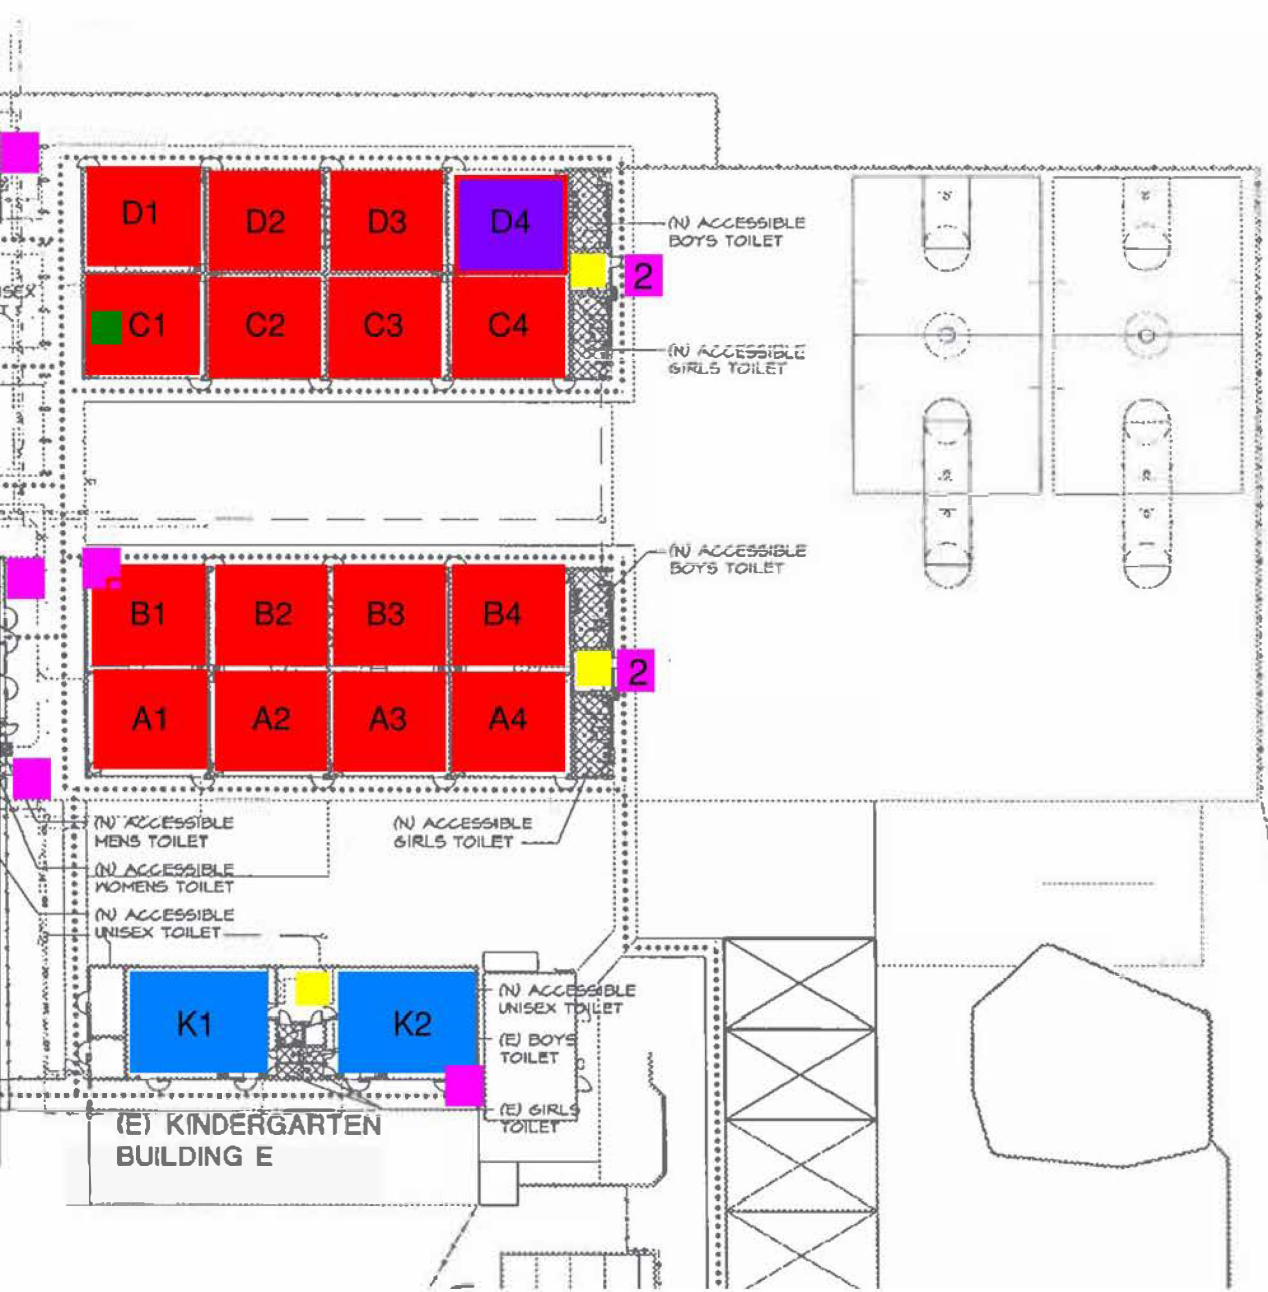 D1
D2
D3
D4
(N) ACCESSIBLE
BOYS TOILET
2
C1
C2
C3
C4
(N) ACCESSIBLE
GIRLS TOILET
(N) ACCESSIBLE
BOYS TOILET
B1
B2
B3
B4
2
A1
A2
A3
A4
(N) ACCESSIBLE
MENS TOILET
(N) ACCESSIBLE
GIRLS TOILET
(N) ACCESSIBLE
WOMENS TOILET
(N) ACCESSIBLE
UNISEX TOILET
K1
K2
(N) ACCESSIBLE
UNISEX TOILET
(E) BOYS
TOILET
(E) GIRLS
TOILET
(E) KINDERGARTEN
BUILDING E